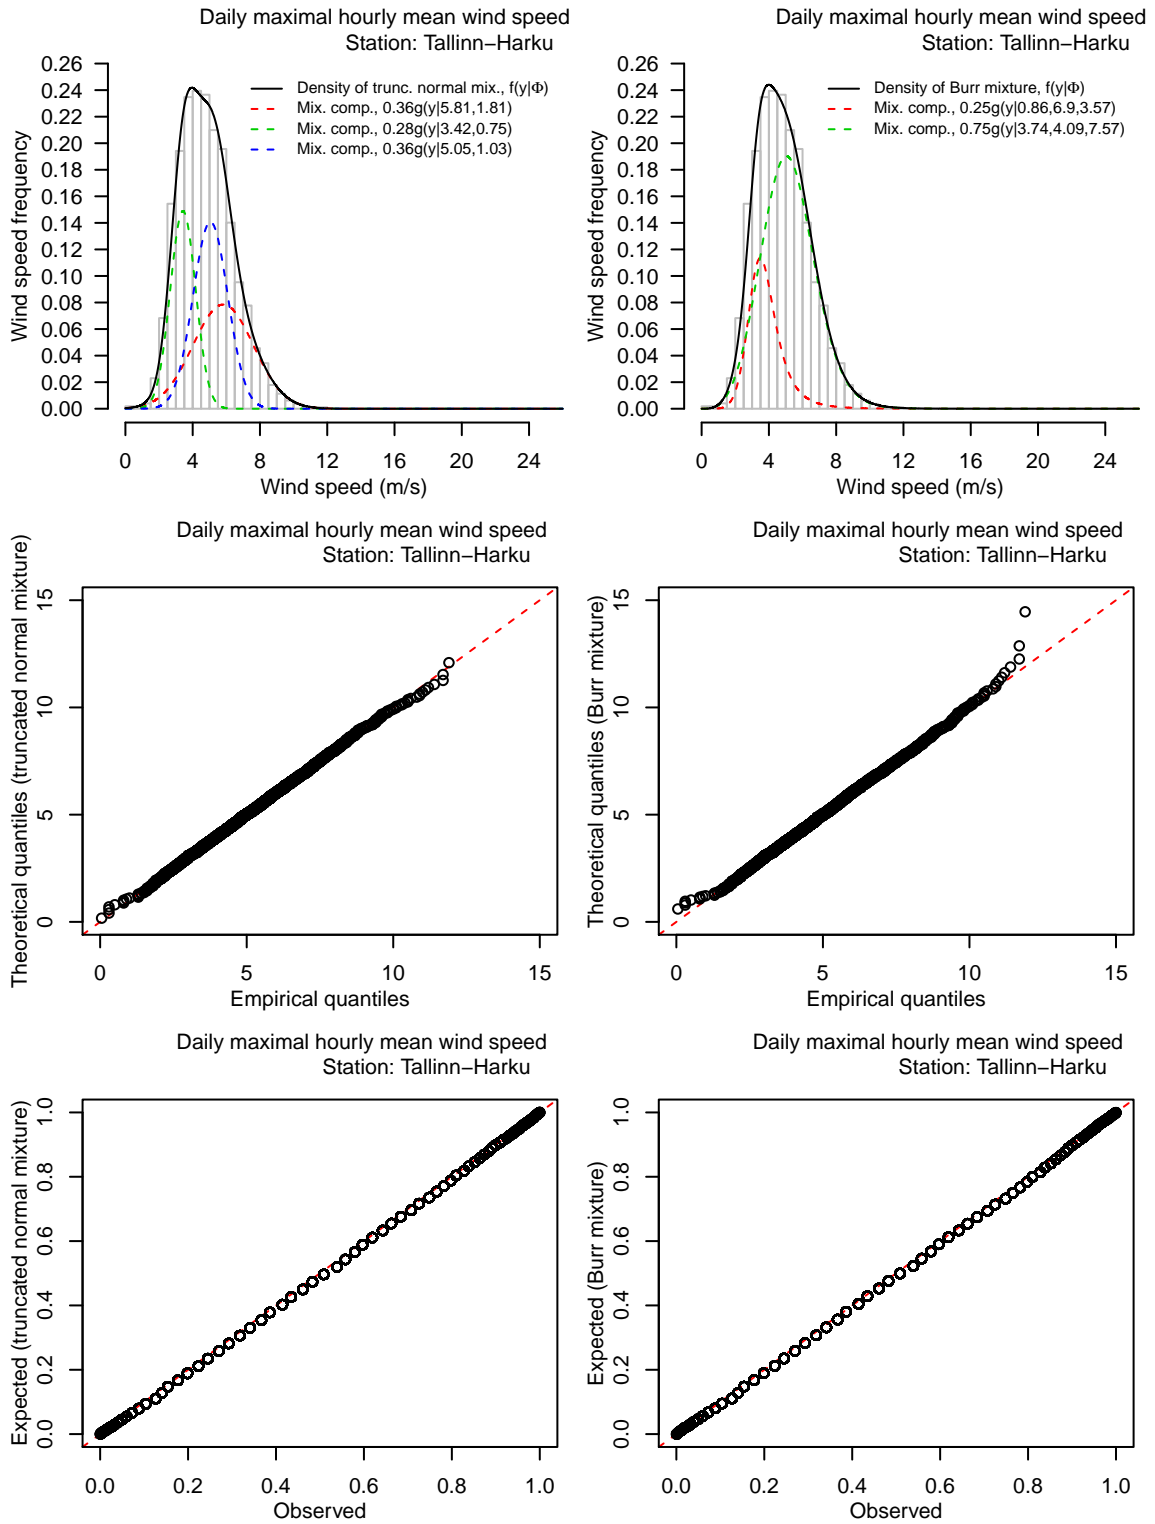 Daily maximal hourly mean wind speed
Station: Tallinn−Harku
Wind speed frequency
0.26
0.24
0.22
0.20
0.18
0.16
0.14
0.12
0.10
0.08
0.06
0.04
0.02
0.00
Density of trunc. normal mix., f(y|Φ)
Mix. comp., 0.36g(y|5.81,1.81)
Mix. comp., 0.28g(y|3.42,0.75)
Mix. comp., 0.36g(y|5.05,1.03)
0 4 8 12 16 20 24
Wind speed (m/s)
Daily maximal hourly mean wind speed
Station: Tallinn−Harku
Wind speed frequency
0.26
0.24
0.22
0.20
0.18
0.16
0.14
0.12
0.10
0.08
0.06
0.04
0.02
0.00
Density of Burr mixture, f(y|Φ)
Mix. comp., 0.25g(y|0.86,6.9,3.57)
Mix. comp., 0.75g(y|3.74,4.09,7.57)
0 4 8 12 16 20 24
Wind speed (m/s)
Daily maximal hourly mean wind speed
Station: Tallinn−Harku
Theoretical quantiles (truncated normal mixture)
15
10
5
0
0 5 10 15
Empirical quantiles
Daily maximal hourly mean wind speed
Station: Tallinn−Harku
Theoretical quantiles (Burr mixture)
15
10
5
0
0 5 10 15
Empirical quantiles
Daily maximal hourly mean wind speed
Station: Tallinn−Harku
Expected (truncated normal mixture)
1.0
0.8
0.6
0.4
0.2
0.0
0.0 0.2 0.4 0.6 0.8 1.0
Observed
Daily maximal hourly mean wind speed
Station: Tallinn−Harku
Expected (Burr mixture)
1.0
0.8
0.6
0.4
0.2
0.0
0.0 0.2 0.4 0.6 0.8 1.0
Observed